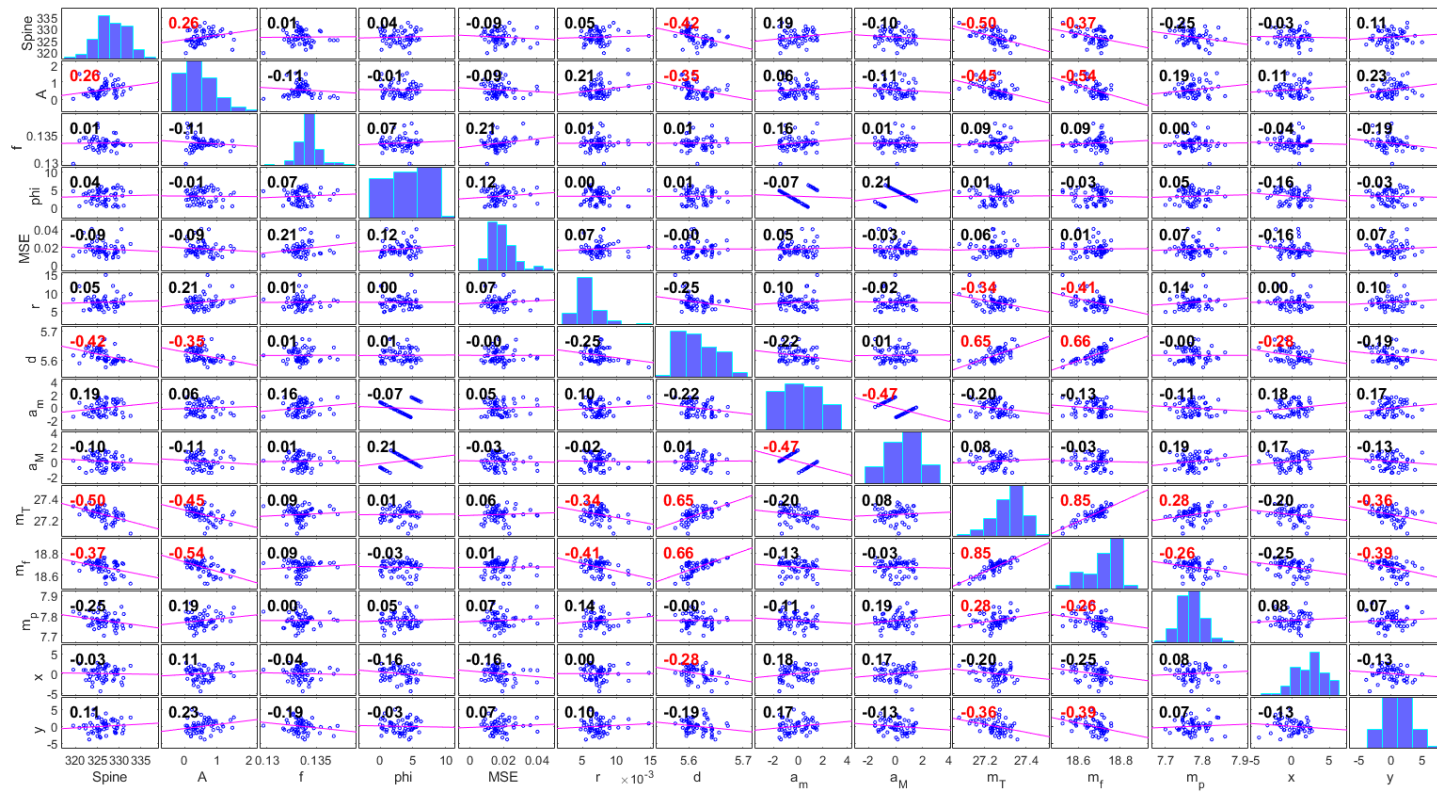 Spine 335 330 325 320 0.26 0.01 0.04 -0.09 0.05 -0.42 0.19 -0.10 -0.50 -0.37 -0.25 -0.03 0.11
A 2 1 0 0.26 -0.11 -0.01 -0.09 0.21 -0.35 0.06 -0.11 -0.45 -0.54 0.19 0.11 0.23
f 0.135 0.13 0.01 -0.11 0.07 0.21 0.01 0.01 0.16 0.01 0.09 0.09 0.00 -0.04 -0.19
phi 10 5 0 0.04 -0.01 0.07 0.12 0.00 0.01 -0.07 0.21 0.01 -0.03 0.05 -0.16 -0.03
MSE 0.04 0.02 0 -0.09 -0.09 0.21 0.12 0.07 -0.00 0.05 -0.03 0.06 0.01 0.07 -0.16 0.07
r 15 10 5 0.05 0.21 0.01 0.00 0.07 -0.25 0.10 -0.02 -0.34 -0.41 0.14 0.00 0.10
d 5.7 5.6 -0.42 -0.35 0.01 0.01 -0.00 -0.25 -0.22 0.01 0.65 0.66 -0.00 -0.28 -0.19
a_m 4 2 0 -2 0.19 0.06 0.16 -0.07 0.05 0.10 -0.22 -0.47 -0.20 -0.13 -0.11 0.18 0.17
a_M 4 2 0 -2 -0.10 -0.11 0.01 0.21 -0.03 -0.02 0.01 -0.47 0.08 -0.03 0.19 0.17 -0.13
m_T 27.4 27.2 -0.50 -0.45 0.09 0.01 0.06 -0.34 0.65 -0.20 0.08 0.85 0.28 -0.20 -0.36
m_f 18.8 18.6 -0.37 -0.54 0.09 -0.03 0.01 -0.41 0.66 -0.13 -0.03 0.85 -0.26 -0.25 -0.39
m_p 7.9 7.8 7.7 -0.25 0.19 0.00 0.05 0.07 0.14 -0.00 -0.11 0.19 0.28 -0.26 0.08 0.07
x 5 0 -5 -0.03 0.11 -0.04 -0.16 -0.16 0.00 -0.28 0.18 0.17 -0.20 -0.25 0.08 -0.13
y 5 0 -5 0.11 0.23 -0.19 -0.03 0.07 0.10 -0.19 0.17 -0.13 -0.36 -0.39 0.07 -0.13
320 325 330 335 0 1 2 0.13 0.135 0 5 10 0 0.02 0.04 5 10 15 5.6 5.7 -2 0 2 4 -2 0 2 4 27.2 27.4 18.6 18.8 7.7 7.8 7.9 -5 0 5 -5 0 5
Spine A f phi MSE r ×10⁻³ d a_m a_M m_T m_f m_p x y